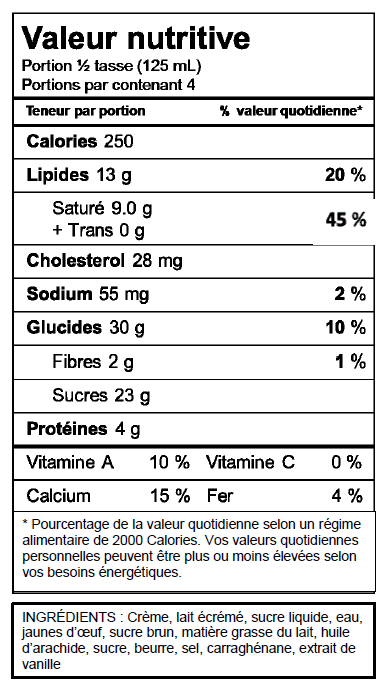 Valeur nutritive
Portion ½ tasse (125 mL)
Portions par contenant 4
Teneur par portion % valeur quotidienne*
Calories 250
Lipides 13 g 20 %
Saturé 9.0 g
+ Trans 0 g 45 %
Cholesterol 28 mg
Sodium 55 mg 2 %
Glucides 30 g 10 %
Fibres 2 g 1 %
Sucres 23 g
Protéines 4 g
Vitamine A 10 % Vitamine C 0 %
Calcium 15 % Fer 4 %
* Pourcentage de la valeur quotidienne selon un régime
alimentaire de 2000 Calories. Vos valeurs quotidiennes
personnelles peuvent être plus ou moins élevées selon
vos besoins énergétiques.
INGRÉDIENTS : Crème, lait écrémé, sucre liquide, eau,
jaunes d’œuf, sucre brun, matière grasse du lait, huile
d’arachide, sucre, beurre, sel, carraghénane, extrait de
vanille